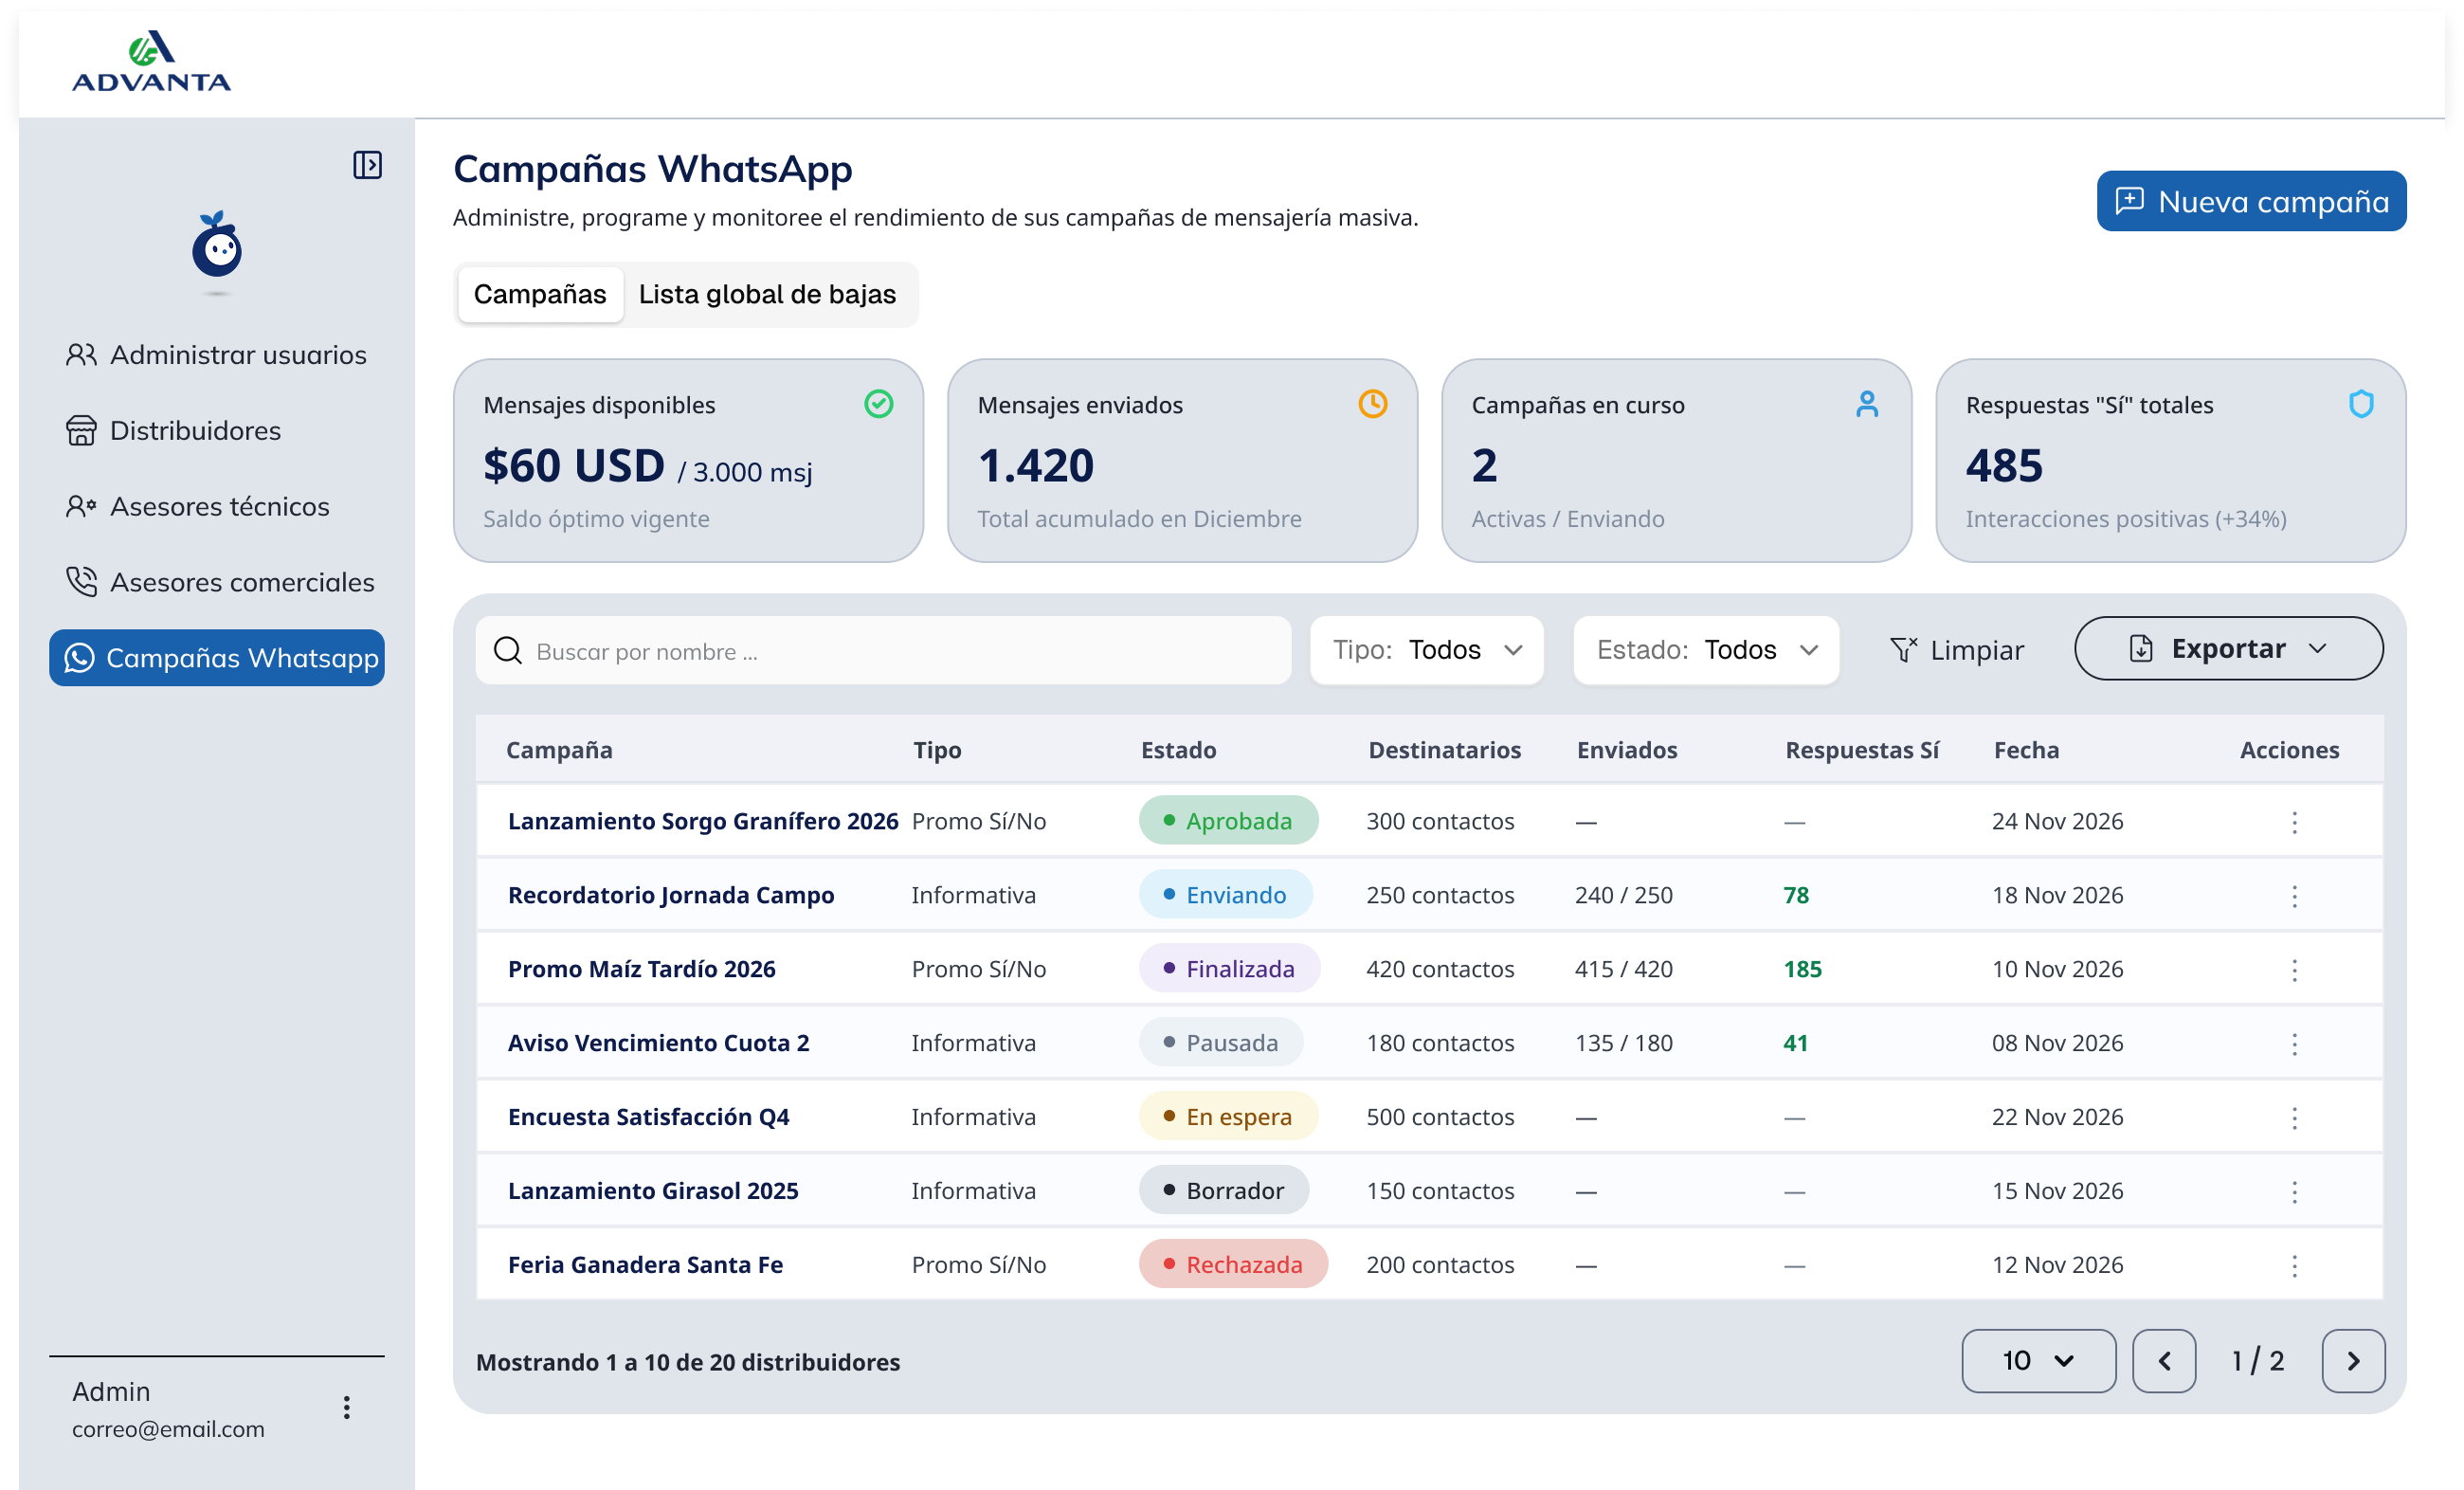 ADVANTA
Campañas WhatsApp
Administre, programe y monitoree el rendimiento de sus campañas de mensajería masiva.
Nueva campaña
Campañas Lista global de bajas
Administrar usuarios
Distribuidores
Asesores técnicos
Asesores comerciales
Campañas Whatsapp
Mensajes disponibles
$60 USD / 3.000 msj
Saldo óptimo vigente
Mensajes enviados
1.420
Total acumulado en Diciembre
Campañas en curso
2
Activas / Enviando
Respuestas "Sí" totales
485
Interacciones positivas (+34%)
Buscar por nombre ... Tipo: Todos Estado: Todos Limpiar Exportar
Campaña Tipo Estado Destinatarios Enviados Respuestas Sí Fecha Acciones
Lanzamiento Sorgo Granífero 2026 Promo Sí/No Aprobada 300 contactos — — 24 Nov 2026
Recordatorio Jornada Campo Informativa Enviando 250 contactos 240 / 250 78 18 Nov 2026
Promo Maíz Tardío 2026 Promo Sí/No Finalizada 420 contactos 415 / 420 185 10 Nov 2026
Aviso Vencimiento Cuota 2 Informativa Pausada 180 contactos 135 / 180 41 08 Nov 2026
Encuesta Satisfacción Q4 Informativa En espera 500 contactos — — 22 Nov 2026
Lanzamiento Girasol 2025 Informativa Borrador 150 contactos — — 15 Nov 2026
Feria Ganadera Santa Fe Promo Sí/No Rechazada 200 contactos — — 12 Nov 2026
Mostrando 1 a 10 de 20 distribuidores 10 1 / 2
Admin
correo@email.com